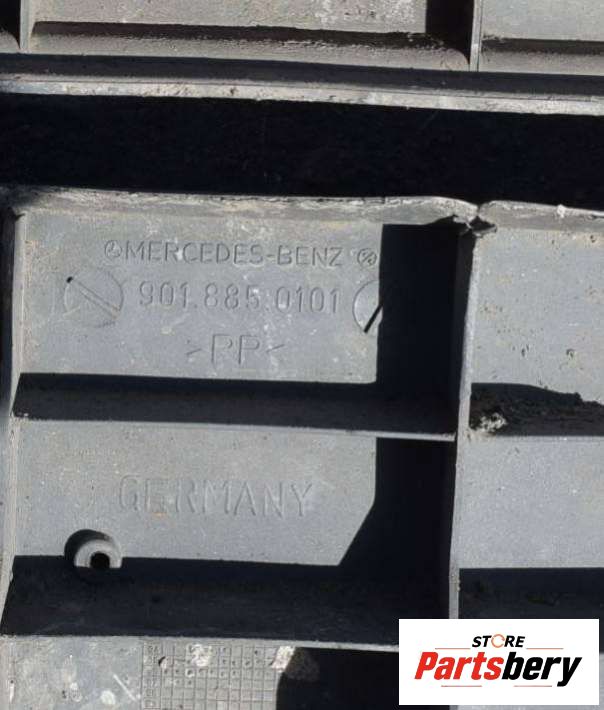 MERCEDES-BENZ
901.885.0101
>PP<
GERMANY
STORE
Partsbery